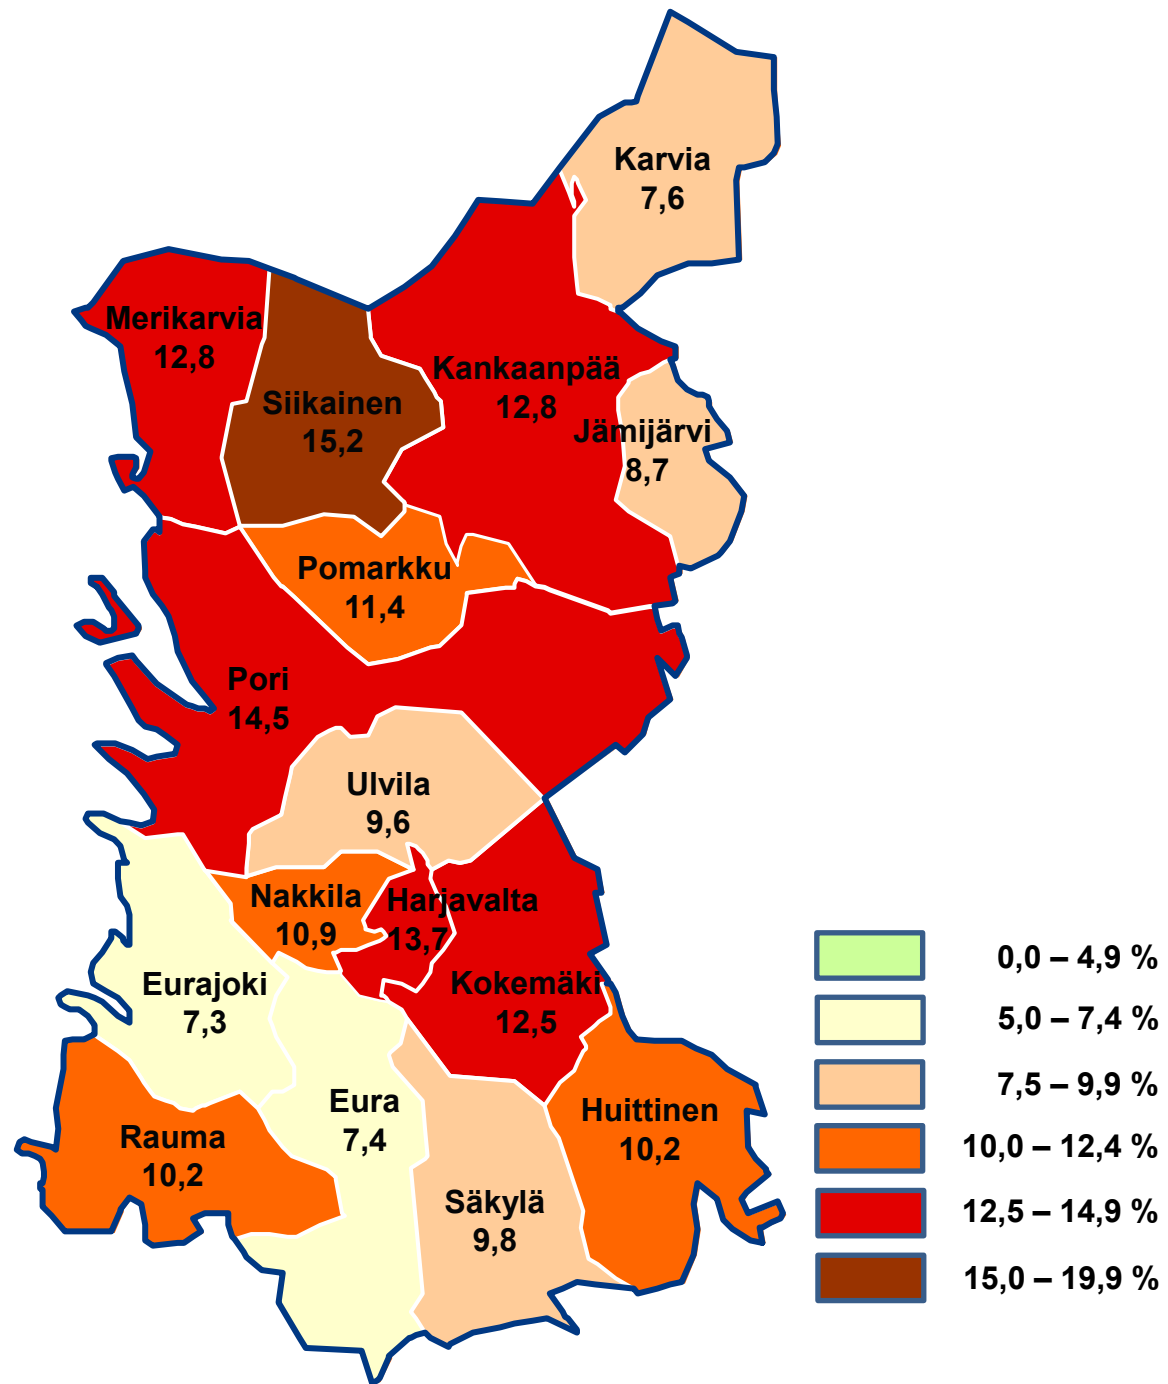 Karvia
7,6
Merikarvia
12,8
Kankaanpää
12,8
Siikainen
15,2
Jämijärvi
8,7
Pomarkku
11,4
Pori
14,5
Ulvila
9,6
Nakkila
10,9
Harjavalta
13,7
Eurajoki
7,3
Kokemäki
12,5
Eura
7,4
Huittinen
10,2
Rauma
10,2
Säkylä
9,8
0,0 – 4,9 %
5,0 – 7,4 %
7,5 – 9,9 %
10,0 – 12,4 %
12,5 – 14,9 %
15,0 – 19,9 %